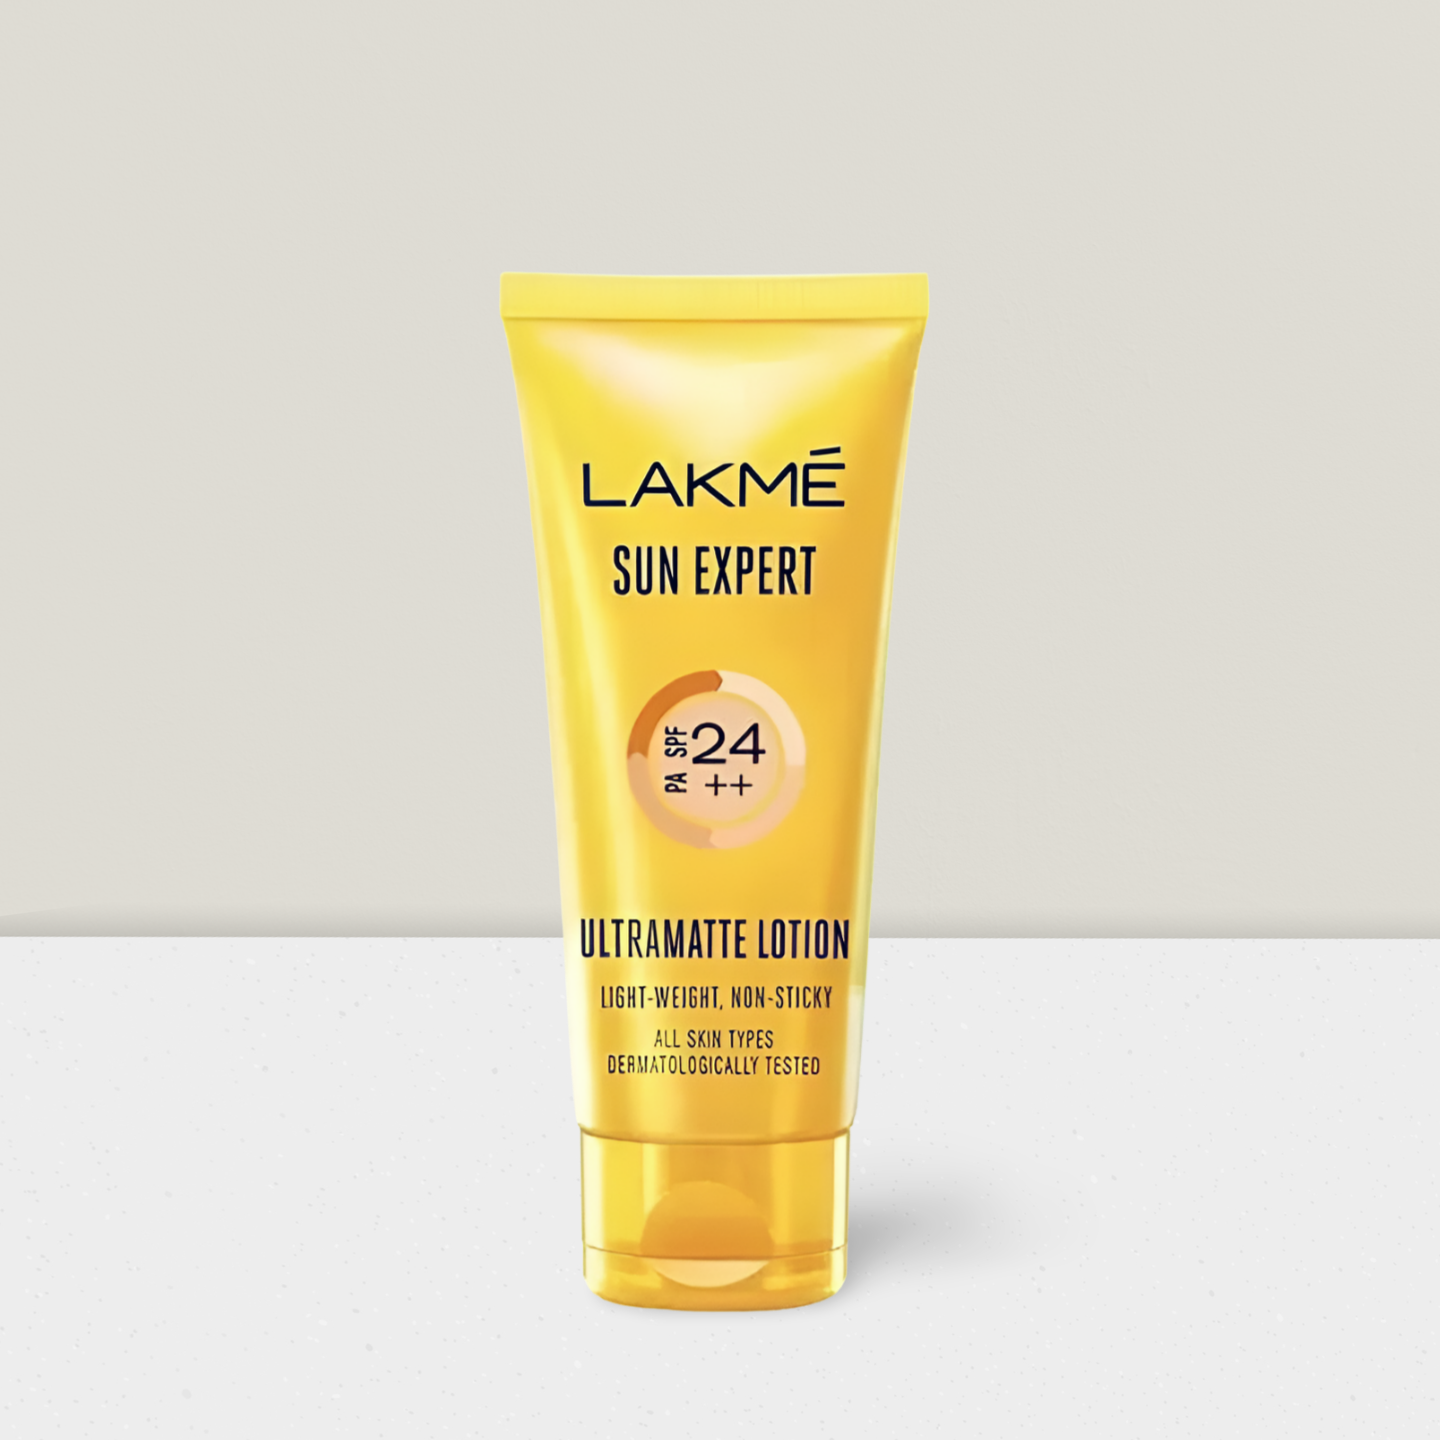 LAKMÉ
SUN EXPERT
SPF 24
PA ++
ULTRAMATTE LOTION
LIGHT-WEIGHT, NON-STICKY
ALL SKIN TYPES
DERMATOLOGICALLY TESTED